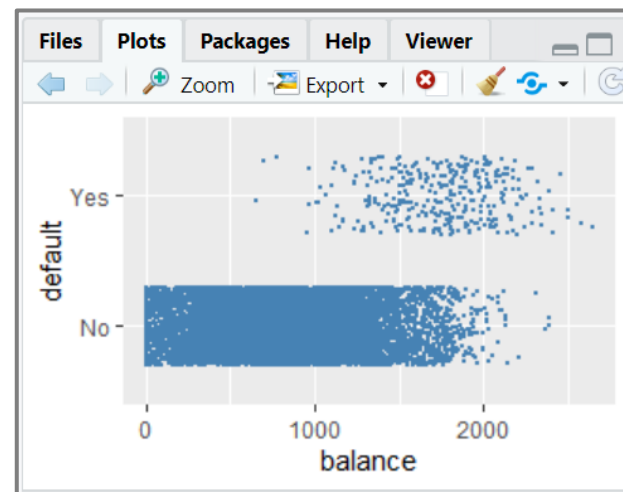 Files Plots Packages Help Viewer
Zoom Export
Yes
default
No
0 1000 2000
balance